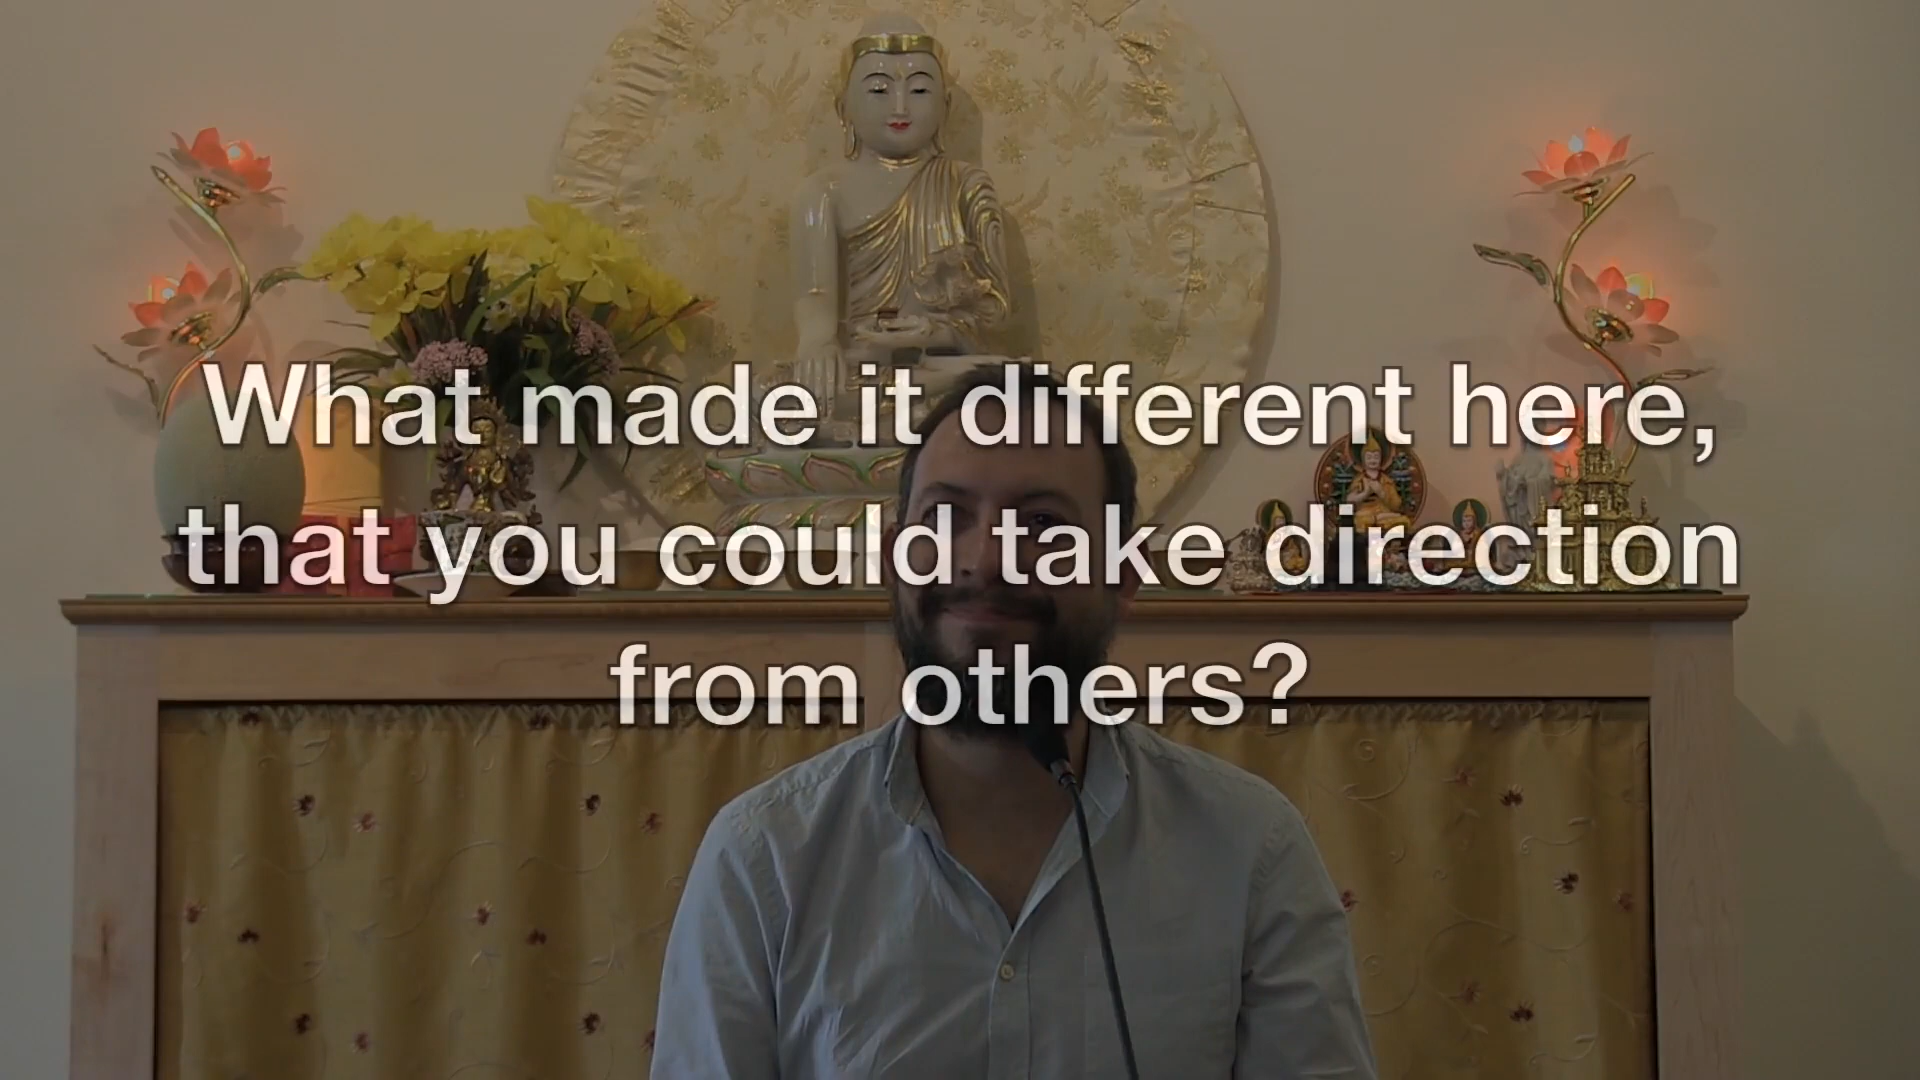 What made it different here,
that you could take direction
from others?